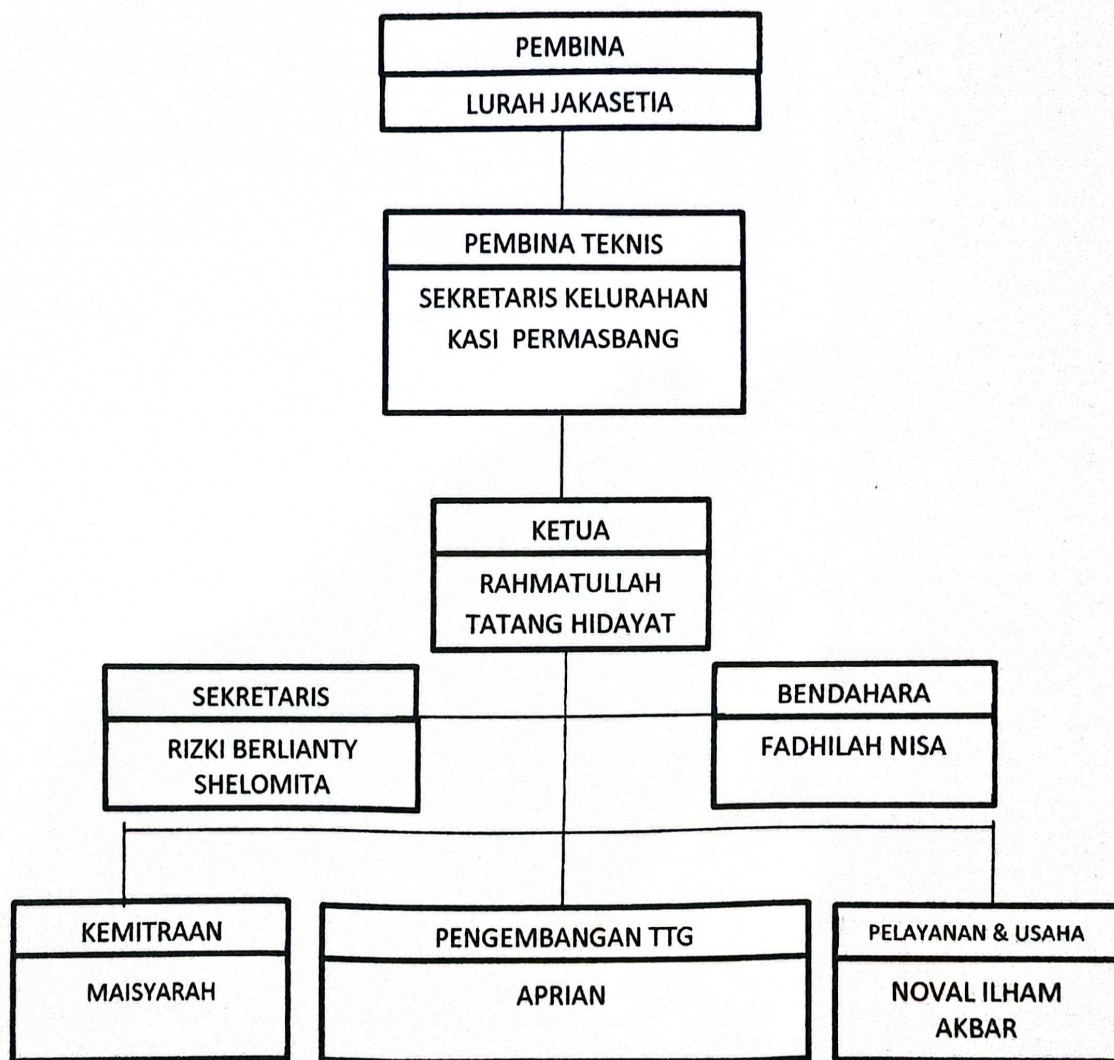 PEMBINA
LURAH JAKASETIA
PEMBINA TEKNIS
SEKRETARIS KELURAHAN
KASI PERMASBANG
KETUA
RAHMATULLAH
TATANG HIDAYAT
SEKRETARIS
RIZKI BERLIANTY
SHELOMITA
BENDAHARA
FADHILAH NISA
KEMITRAAN
MAISYARAH
PENGEMBANGAN TTG
APRIAN
PELAYANAN & USAHA
NOVAL ILHAM
AKBAR